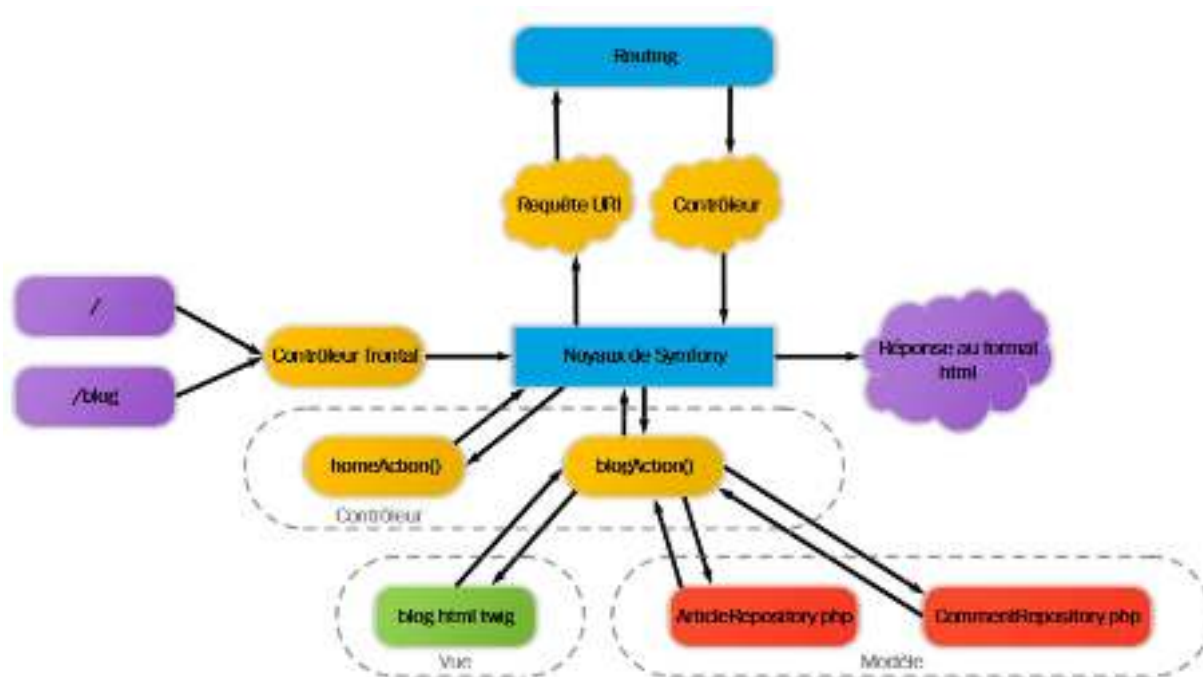 Routing
Requête URI
Contrôleur
/
Contrôleur frontal
Noyaux de Symfony
Réponse au format
html
/blog
homeAction()
blogAction()
Contrôleur
blog html twig
ArticleRepository php
CommentRepository php
Vue
Modèle